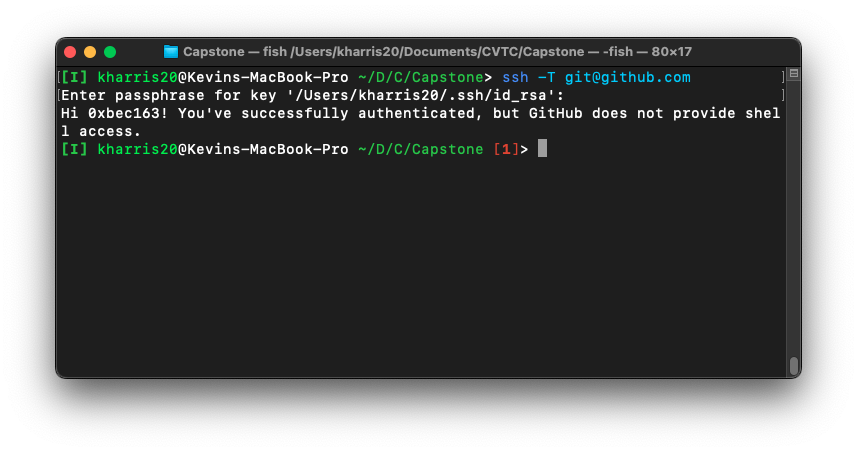 Capstone — fish /Users/kharris20/Documents/CVTC/Capstone — -fish — 80×17
[[I] kharris20@Kevins-MacBook-Pro ~/D/C/Capstone> ssh -T git@github.com ]
[Enter passphrase for key '/Users/kharris20/.ssh/id_rsa': ]
Hi 0xbec163! You've successfully authenticated, but GitHub does not provide shel
l access.
[I] kharris20@Kevins-MacBook-Pro ~/D/C/Capstone [1]>